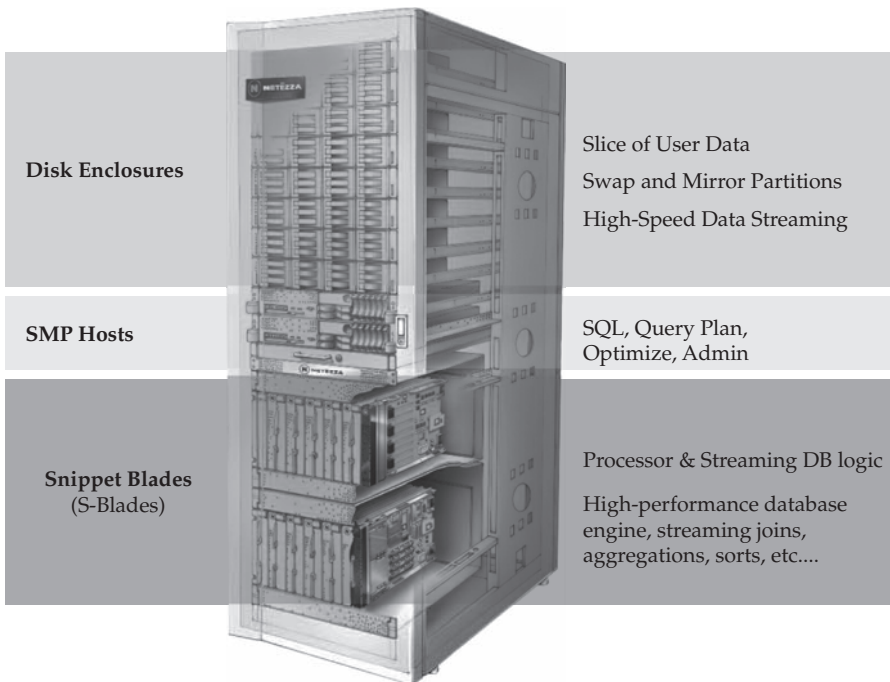 NETEZZA
Disk Enclosures
Slice of User Data
Swap and Mirror Partitions
High-Speed Data Streaming
SMP Hosts
SQL, Query Plan,
Optimize, Admin
NETEZZA
Snippet Blades
(S-Blades)
Processor & Streaming DB logic
High-performance database
engine, streaming joins,
aggregations, sorts, etc....